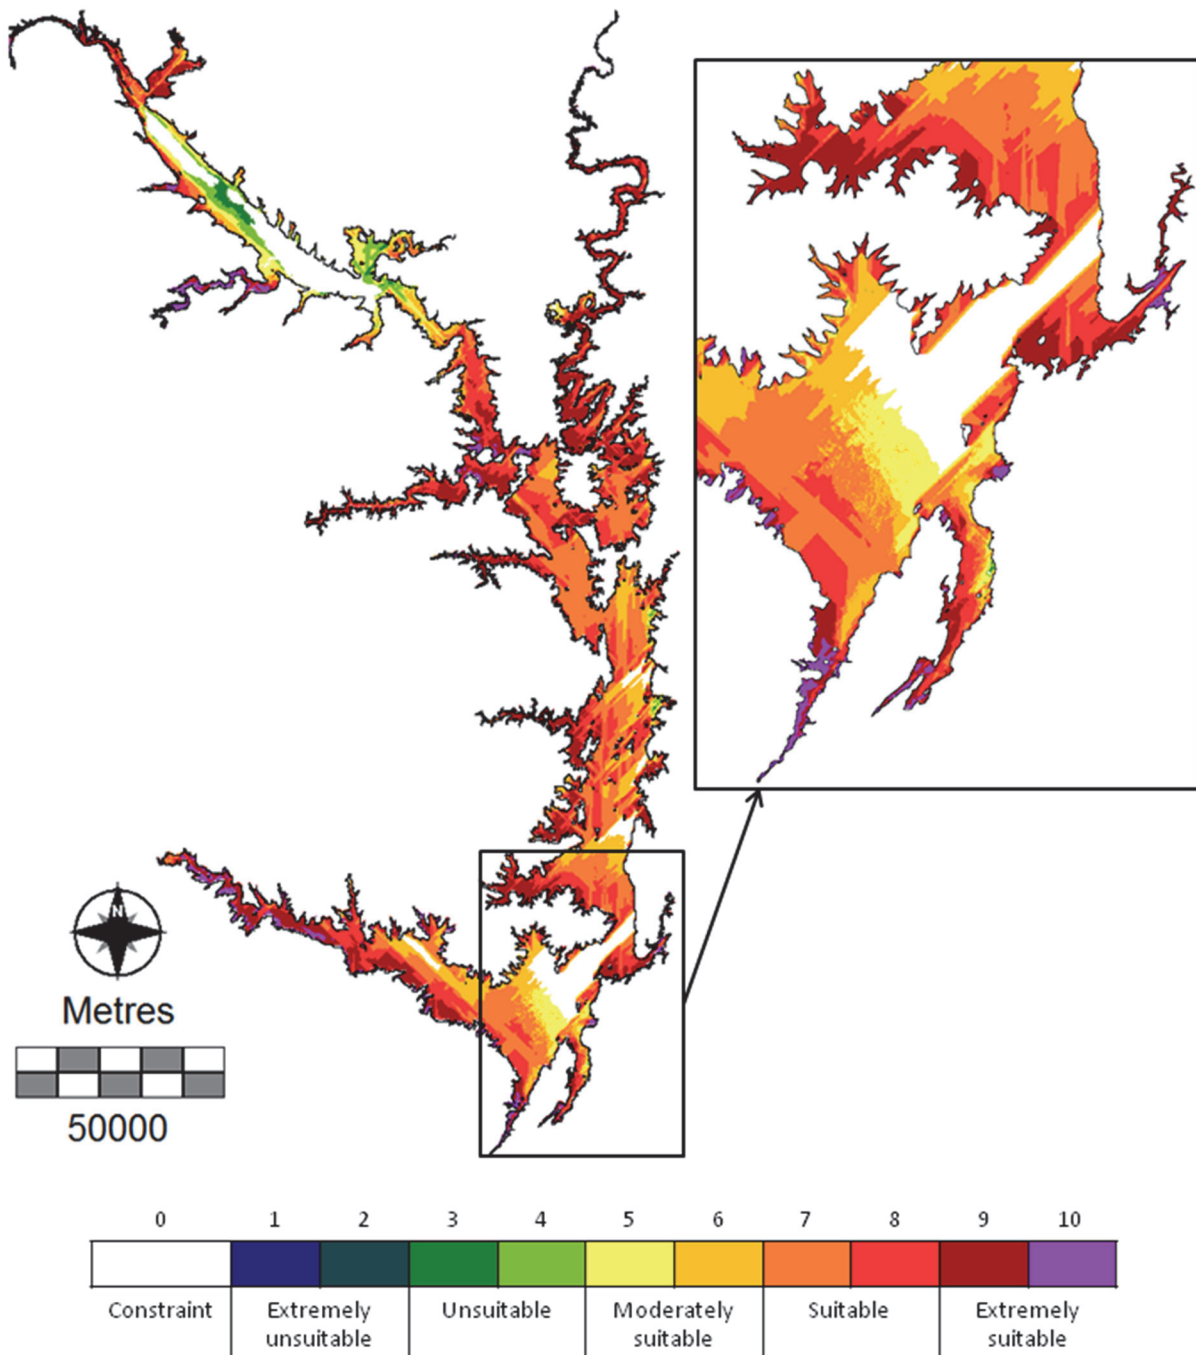 N
Metres
50000
0 1 2 3 4 5 6 7 8 9 10
Constraint Extremely Unsuitable Moderately Suitable Extremely
unsuitable suitable suitable